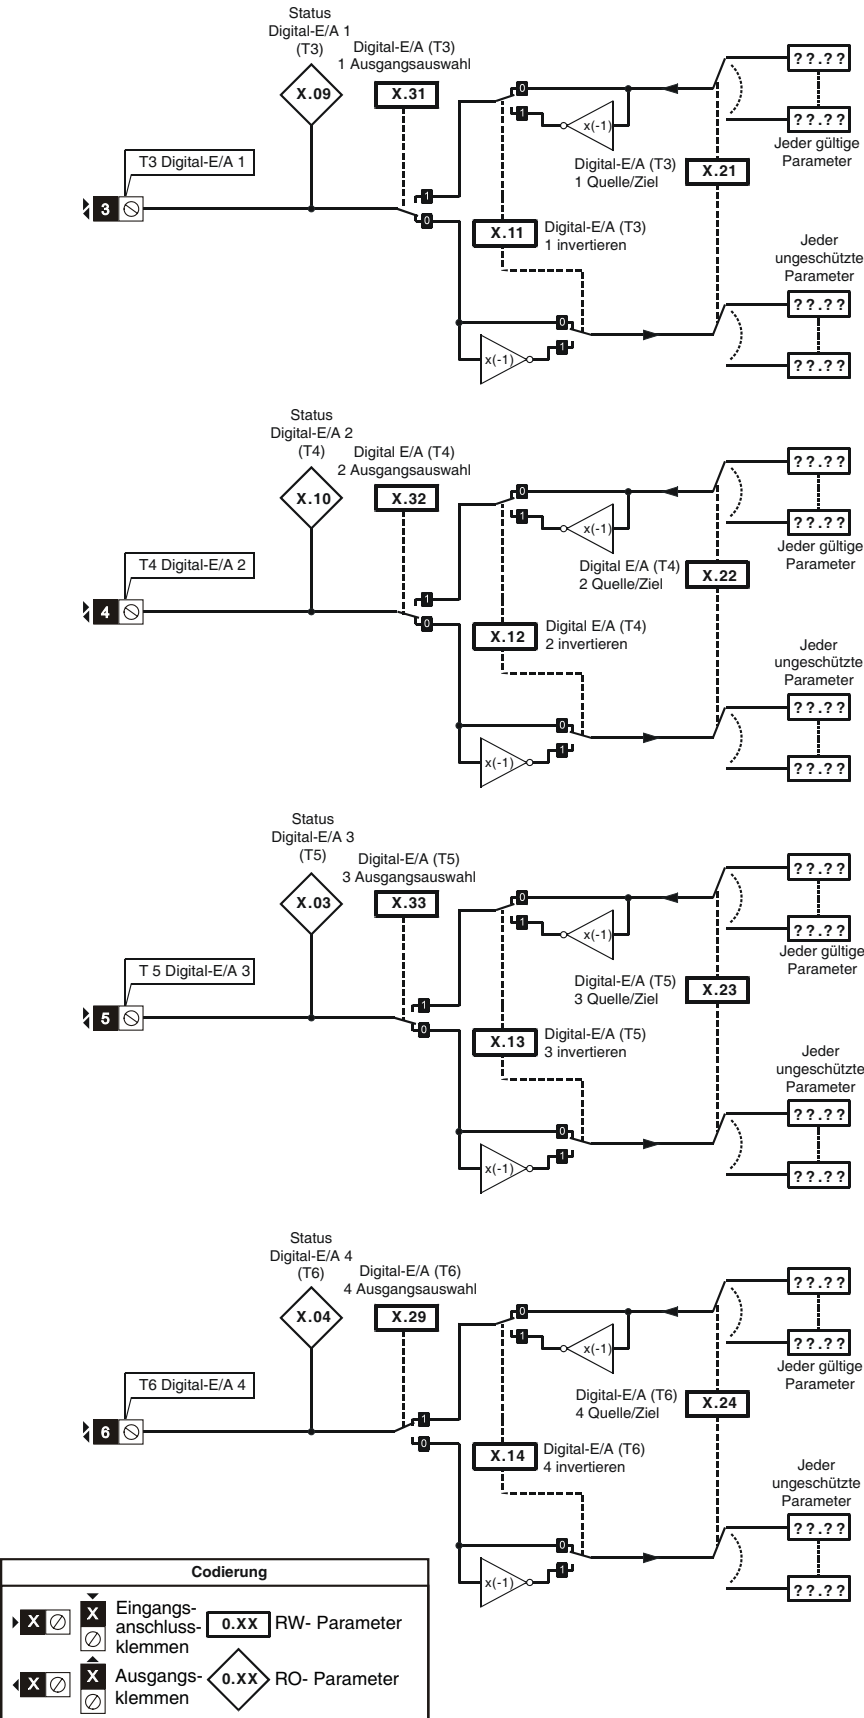 Status
Digital-E/A 1
(T3)
Digital-E/A (T3)
1 Ausgangsauswahl
X.09
X.31
0
1
x(-1)
??.??
??.??
Jeder gültige
Parameter
T3 Digital-E/A 1
Digital-E/A (T3)
1 Quelle/Ziel
X.21
3
1
0
X.11
Digital-E/A (T3)
1 invertieren
Jeder
ungeschützte
Parameter
??.??
0
1
x(-1)
??.??
Status
Digital-E/A 2
(T4)
Digital E/A (T4)
2 Ausgangsauswahl
X.10
X.32
0
1
x(-1)
??.??
??.??
Jeder gültige
Parameter
T4 Digital-E/A 2
Digital E/A (T4)
2 Quelle/Ziel
X.22
4
1
0
X.12
Digital E/A (T4)
2 invertieren
Jeder
ungeschützte
Parameter
??.??
0
1
x(-1)
??.??
Status
Digital-E/A 3
(T5)
Digital-E/A (T5)
3 Ausgangsauswahl
X.03
X.33
0
1
x(-1)
??.??
??.??
Jeder gültige
Parameter
T 5 Digital-E/A 3
Digital-E/A (T5)
3 Quelle/Ziel
X.23
5
1
0
X.13
Digital-E/A (T5)
3 invertieren
Jeder
ungeschützte
Parameter
??.??
0
1
x(-1)
??.??
Status
Digital-E/A 4
(T6)
Digital-E/A (T6)
4 Ausgangsauswahl
X.04
X.29
0
1
x(-1)
??.??
??.??
Jeder gültige
Parameter
T6 Digital-E/A 4
Digital-E/A (T6)
4 Quelle/Ziel
X.24
6
1
0
X.14
Digital-E/A (T6)
4 invertieren
Jeder
ungeschützte
Parameter
??.??
0
1
x(-1)
??.??
Codierung
X
X
Eingangs-
anschluss-
klemmen
0.XX
RW- Parameter
X
X
Ausgangs-
klemmen
0.XX
RO- Parameter